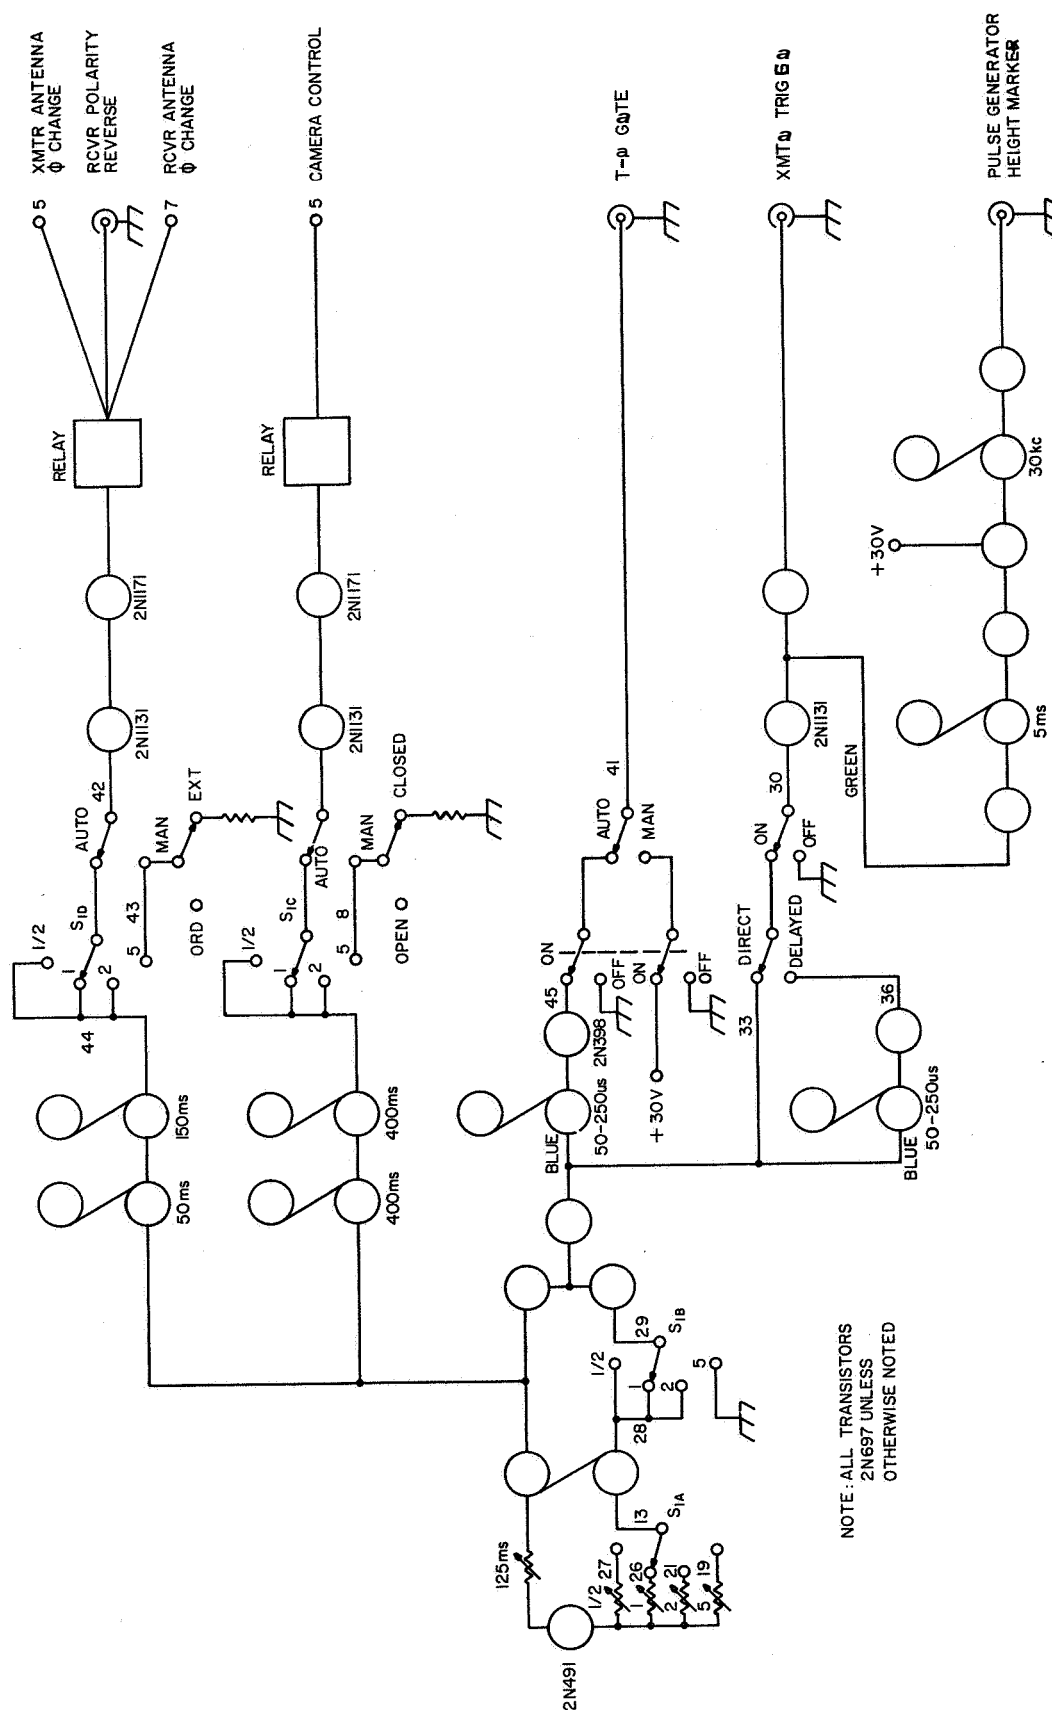 XMTR ANTENNA
Φ CHANGE
5
RCVR POLARITY
REVERSE
RCVR ANTENNA
Φ CHANGE
7
RELAY
2N1171
2N1131
42
AUTO
MAN
EXT
S1D
1/2
1
2
5
43
ORD
44
150ms
50ms
CAMERA CONTROL
5
RELAY
2N1171
2N1131
AUTO
MAN
CLOSED
S1C
1/2
1
2
5
8
OPEN
400ms
400ms
T-R GATE
41
AUTO
MAN
ON
OFF
ON
OFF
45
2N398
+30V
50-250us
BLUE
XMTR TRIGGR
2N1131
30
ON
OFF
GREEN
DIRECT
DELAYED
33
36
50-250us
BLUE
PULSE GENERATOR
HEIGHT MARKER
30kc
+30V
5ms
29
S1B
1/2
1
2
5
28
13
S1A
125ms
1/2
27
1
26
2
21
5
19
2N491
NOTE: ALL TRANSISTORS
2N697 UNLESS
OTHERWISE NOTED